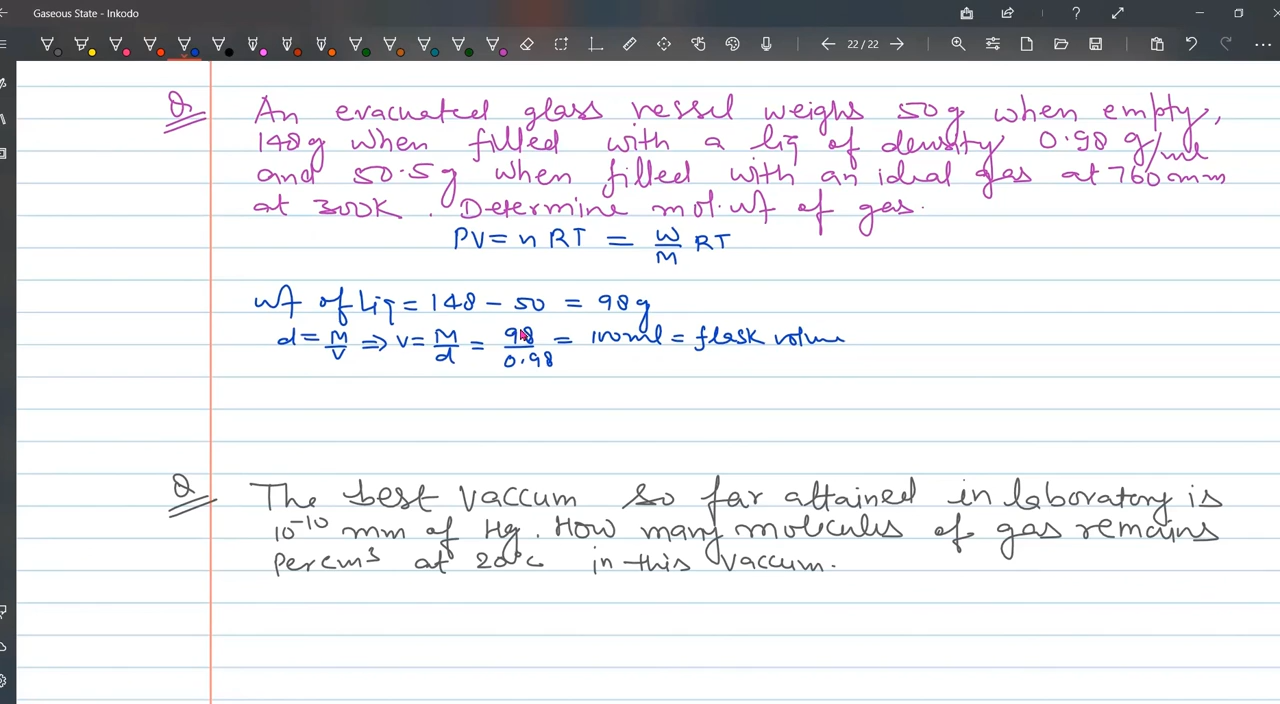 Gaseous State - Inkodo
22/22
Q An evacuated glass vessel weighs 50g when empty,
148g when filled with a liq of density 0.98 g/ml
and 50.5g when filled with an ideal gas at 760mm
at 300K. Determine mol. wt of gas.
PV = n RT = W/M RT
wt of Liq = 148 - 50 = 98g
d = M/V ⇒ V = M/d = 98/0.98 = 100ml = flask volume
Q The best vaccum so far attained in laboratory is
10⁻¹⁰ mm of Hg. How many molecules of gas remains
per cm³ at 20°C in this vaccum.